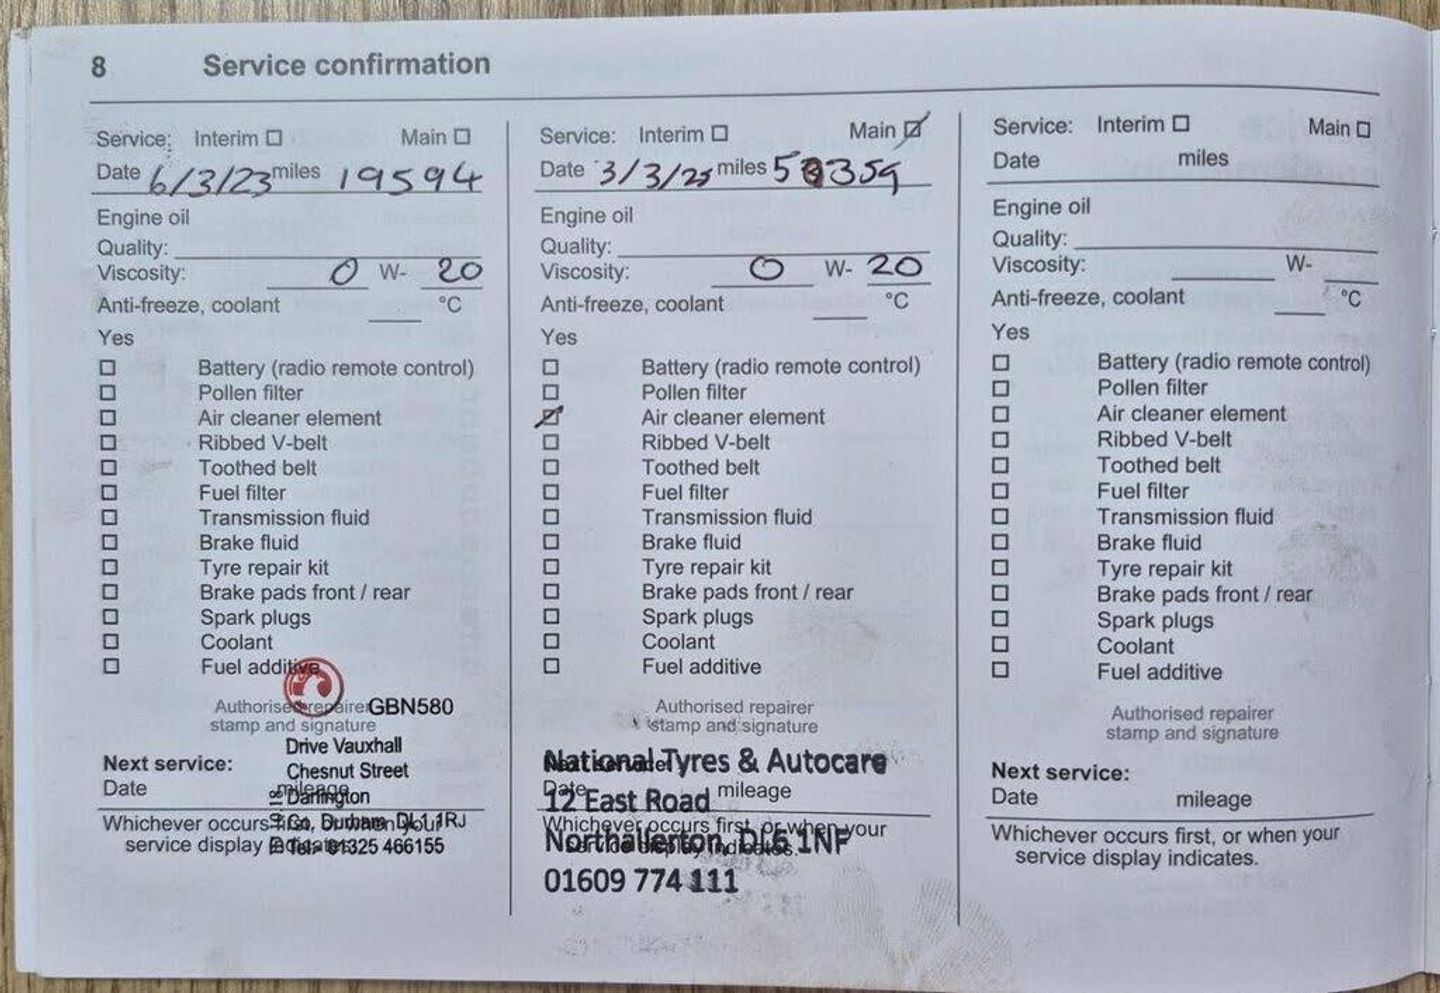 8 Service confirmation
Service: Interim ☐ Main ☐
Date 6/3/23 miles 19594
Engine oil
Quality:
Viscosity: 0 W- 20
Anti-freeze, coolant °C
Yes
☐ Battery (radio remote control)
☐ Pollen filter
☐ Air cleaner element
☐ Ribbed V-belt
☐ Toothed belt
☐ Fuel filter
☐ Transmission fluid
☐ Brake fluid
☐ Tyre repair kit
☐ Brake pads front / rear
☐ Spark plugs
☐ Coolant
☐ Fuel additive
Authorised repairer GBN580
stamp and signature
Drive Vauxhall
Next service:
Chesnut Street
Date mileage
Darlington
Whichever occurs first, or when your
Co, Durham DL1 1RJ
service display indicates.
Tel: 01325 466155
Service: Interim ☐ Main ☑
Date 3/3/25 miles
Engine oil
Quality:
Viscosity: 0 W- 20
Anti-freeze, coolant °C
Yes
☐ Battery (radio remote control)
☐ Pollen filter
☑ Air cleaner element
☐ Ribbed V-belt
☐ Toothed belt
☐ Fuel filter
☐ Transmission fluid
☐ Brake fluid
☐ Tyre repair kit
☐ Brake pads front / rear
☐ Spark plugs
☐ Coolant
☐ Fuel additive
Authorised repairer
stamp and signature
National Tyres & Autocare
Next service:
Date mileage
12 East Road
Whichever occurs first, or when your
Northallerton, DL6 1NF
service display indicates.
01609 774 111
Service: Interim ☐ Main ☐
Date miles
Engine oil
Quality:
Viscosity: W-
Anti-freeze, coolant °C
Yes
☐ Battery (radio remote control)
☐ Pollen filter
☐ Air cleaner element
☐ Ribbed V-belt
☐ Toothed belt
☐ Fuel filter
☐ Transmission fluid
☐ Brake fluid
☐ Tyre repair kit
☐ Brake pads front / rear
☐ Spark plugs
☐ Coolant
☐ Fuel additive
Authorised repairer
stamp and signature
Next service:
Date mileage
Whichever occurs first, or when your
service display indicates.